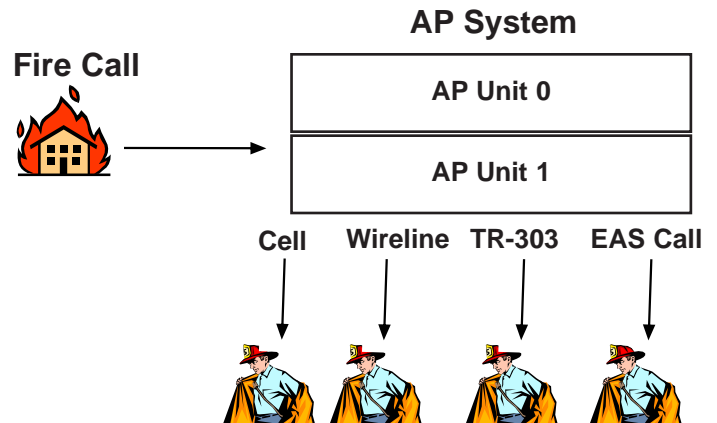 AP System
Fire Call
AP Unit 0
AP Unit 1
Cell Wireline TR-303 EAS Call